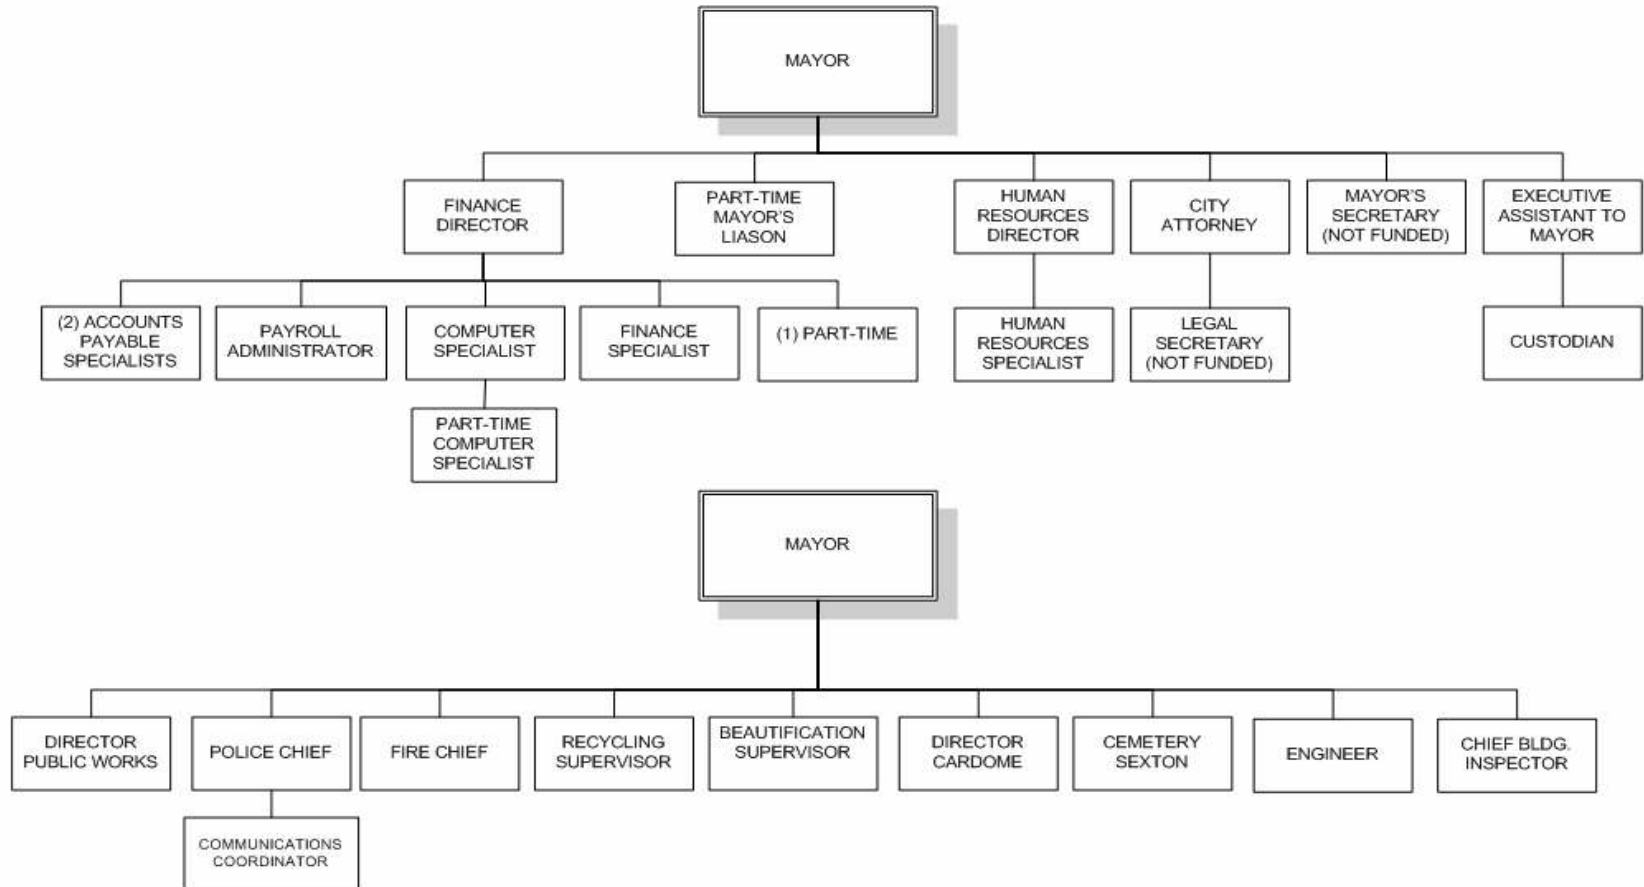 MAYOR
FINANCE
DIRECTOR
PART-TIME
MAYOR'S
LIASON
HUMAN
RESOURCES
DIRECTOR
CITY
ATTORNEY
MAYOR'S
SECRETARY
(NOT FUNDED)
EXECUTIVE
ASSISTANT TO
MAYOR
(2) ACCOUNTS
PAYABLE
SPECIALISTS
PAYROLL
ADMINISTRATOR
COMPUTER
SPECIALIST
FINANCE
SPECIALIST
(1) PART-TIME
HUMAN
RESOURCES
SPECIALIST
LEGAL
SECRETARY
(NOT FUNDED)
CUSTODIAN
PART-TIME
COMPUTER
SPECIALIST
MAYOR
DIRECTOR
PUBLIC WORKS
POLICE CHIEF
FIRE CHIEF
RECYCLING
SUPERVISOR
BEAUTIFICATION
SUPERVISOR
DIRECTOR
CARDOME
CEMETERY
SEXTON
ENGINEER
CHIEF BLDG.
INSPECTOR
COMMUNICATIONS
COORDINATOR